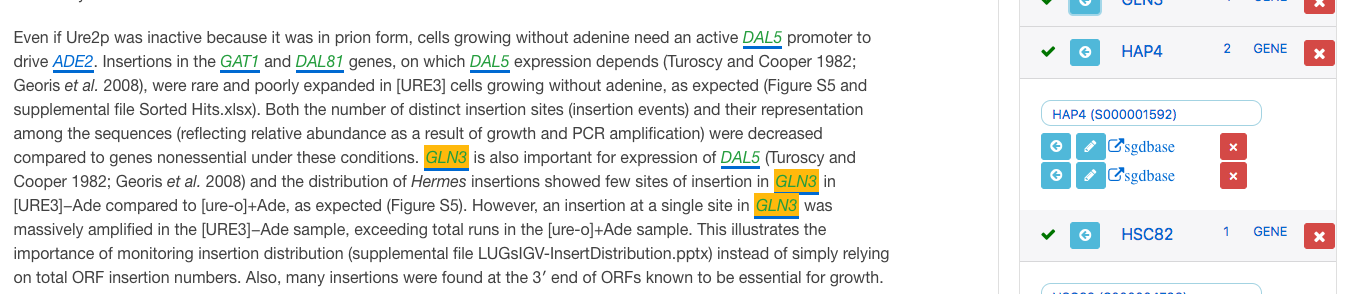 Even if Ure2p was inactive because it was in prion form, cells growing without adenine need an active DAL5 promoter to
drive ADE2. Insertions in the GAT1 and DAL81 genes, on which DAL5 expression depends (Turoscy and Cooper 1982;
Georis et al. 2008), were rare and poorly expanded in [URE3] cells growing without adenine, as expected (Figure S5 and
supplemental file Sorted Hits.xlsx). Both the number of distinct insertion sites (insertion events) and their representation
among the sequences (reflecting relative abundance as a result of growth and PCR amplification) were decreased
compared to genes nonessential under these conditions. GLN3 is also important for expression of DAL5 (Turoscy and
Cooper 1982; Georis et al. 2008) and the distribution of Hermes insertions showed few sites of insertion in GLN3 in
[URE3]−Ade compared to [ure-o]+Ade, as expected (Figure S5). However, an insertion at a single site in GLN3 was
massively amplified in the [URE3]−Ade sample, exceeding total runs in the [ure-o]+Ade sample. This illustrates the
importance of monitoring insertion distribution (supplemental file LUGsIGV-InsertDistribution.pptx) instead of simply relying
on total ORF insertion numbers. Also, many insertions were found at the 3′ end of ORFs known to be essential for growth.
GLN3
HAP4 2 GENE
HAP4 (S000001592)
sgdbase
sgdbase
HSC82 1 GENE